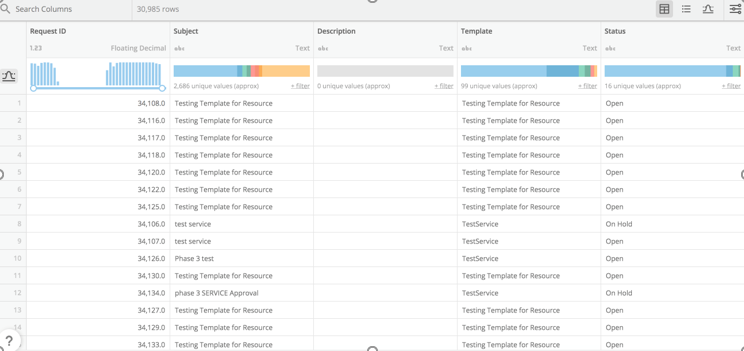 Search Columns 30,985 rows
Request ID Subject Description Template Status
1.23 Floating Decimal abc Text abc Text abc Text abc Text
2,686 unique values (approx) + filter 0 unique values (approx) + filter 99 unique values (approx) + filter 16 unique values (approx) + filter
1 34,108.0 Testing Template for Resource Testing Template for Resource Open
2 34,116.0 Testing Template for Resource Testing Template for Resource Open
3 34,117.0 Testing Template for Resource Testing Template for Resource Open
4 34,118.0 Testing Template for Resource Testing Template for Resource Open
5 34,120.0 Testing Template for Resource Testing Template for Resource Open
6 34,122.0 Testing Template for Resource Testing Template for Resource Open
7 34,125.0 Testing Template for Resource Testing Template for Resource Open
8 34,106.0 test service TestService On Hold
9 34,107.0 test service TestService Open
10 34,126.0 Phase 3 test TestService Open
11 34,130.0 Testing Template for Resource Testing Template for Resource Open
12 34,134.0 phase 3 SERVICE Approval TestService On Hold
13 34,127.0 Testing Template for Resource Testing Template for Resource Open
14 34,129.0 Testing Template for Resource Testing Template for Resource Open
? 34,133.0 Testing Template for Resource Testing Template for Resource Open